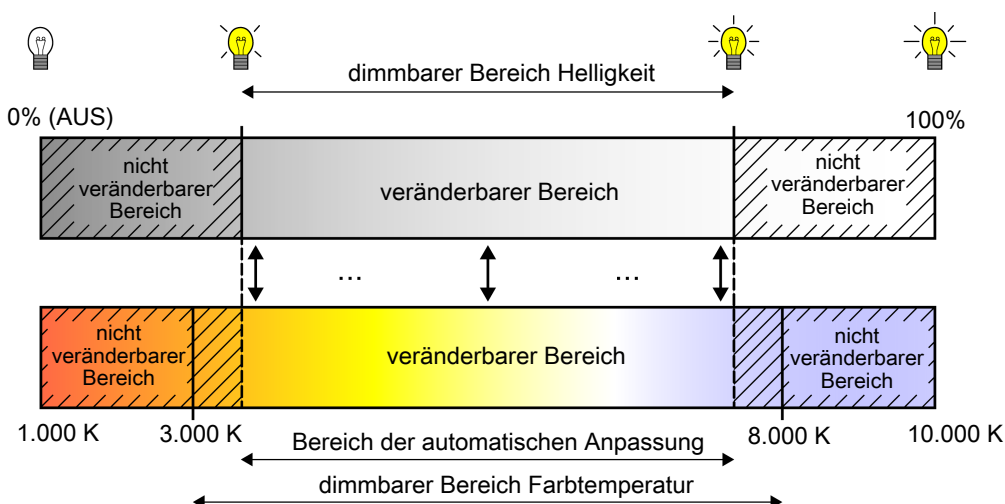 dimmbarer Bereich Helligkeit
0% (AUS)
100%
nicht
veränderbarer
Bereich
veränderbarer Bereich
nicht
veränderbarer
Bereich
...
...
nicht
veränderbarer
Bereich
veränderbarer Bereich
nicht
veränderbarer
Bereich
1.000 K
3.000 K
Bereich der automatischen Anpassung
8.000 K
10.000 K
dimmbarer Bereich Farbtemperatur